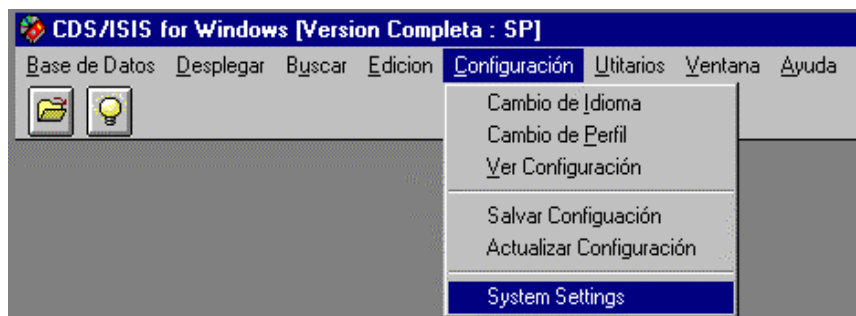 CDS/ISIS for Windows [Version Completa : SP]
Base de Datos Desplegar Buscar Edicion Configuración Utitarios Ventana Ayuda
Cambio de Idioma
Cambio de Perfil
Ver Configuración
Salvar Configuación
Actualizar Configuración
System Settings